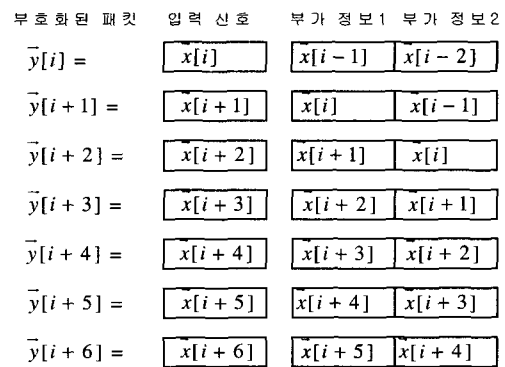 부호화된 패킷 입력 신호 부가 정보1 부가 정보2
y[i] = x[i] x[i − 1] x[i − 2}
y[i + 1] = x[i + 1] x[i] x[i − 1]
y[i + 2} = x[i + 2] x[i + 1] x[i]
y[i + 3] = x[i + 3] x[i + 2] x[i + 1]
y[i + 4} = x[i + 4] x[i + 3] x[i + 2]
y[i + 5] = x[i + 5] x[i + 4] x[i + 3]
y[i + 6] = x[i + 6] x[i + 5] x[i + 4]